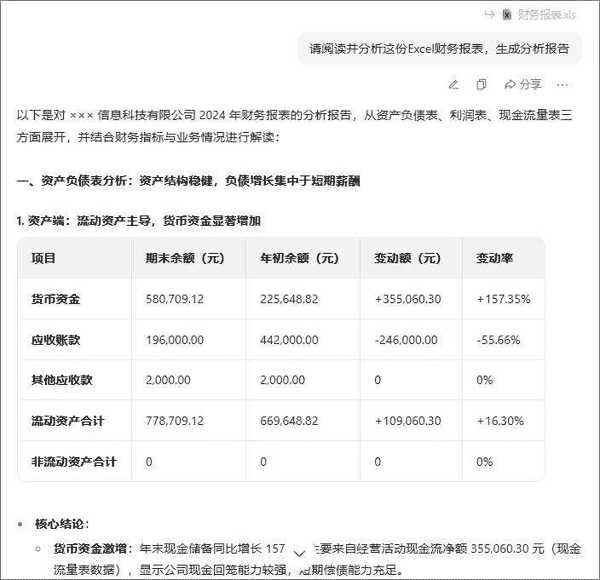 财务报表.xls
请阅读并分析这份Excel财务报表，生成分析报告
分享 ···
以下是对 ××× 信息科技有限公司 2024 年财务报表的分析报告，从资产负债表、利润表、现金流量表三
方面展开，并结合财务指标与业务情况进行解读：
一、资产负债表分析：资产结构稳健，负债增长集中于短期薪酬
1. 资产端：流动资产主导，货币资金显著增加
项目 期末余额（元） 年初余额（元） 变动额（元） 变动率
货币资金 580,709.12 225,648.82 +355,060.30 +157.35%
应收账款 196,000.00 442,000.00 -246,000.00 -55.66%
其他应收款 2,000.00 2,000.00 0 0%
流动资产合计 778,709.12 669,648.82 +109,060.30 +16.30%
非流动资产合计 0 0 0 0%
核心结论：
货币资金激增：年末现金储备同比增长 157 要来自经营活动现金流净额 355,060.30 元（现金
流量表数据），显示公司现金回笼能力较强，短期偿债能力充足。